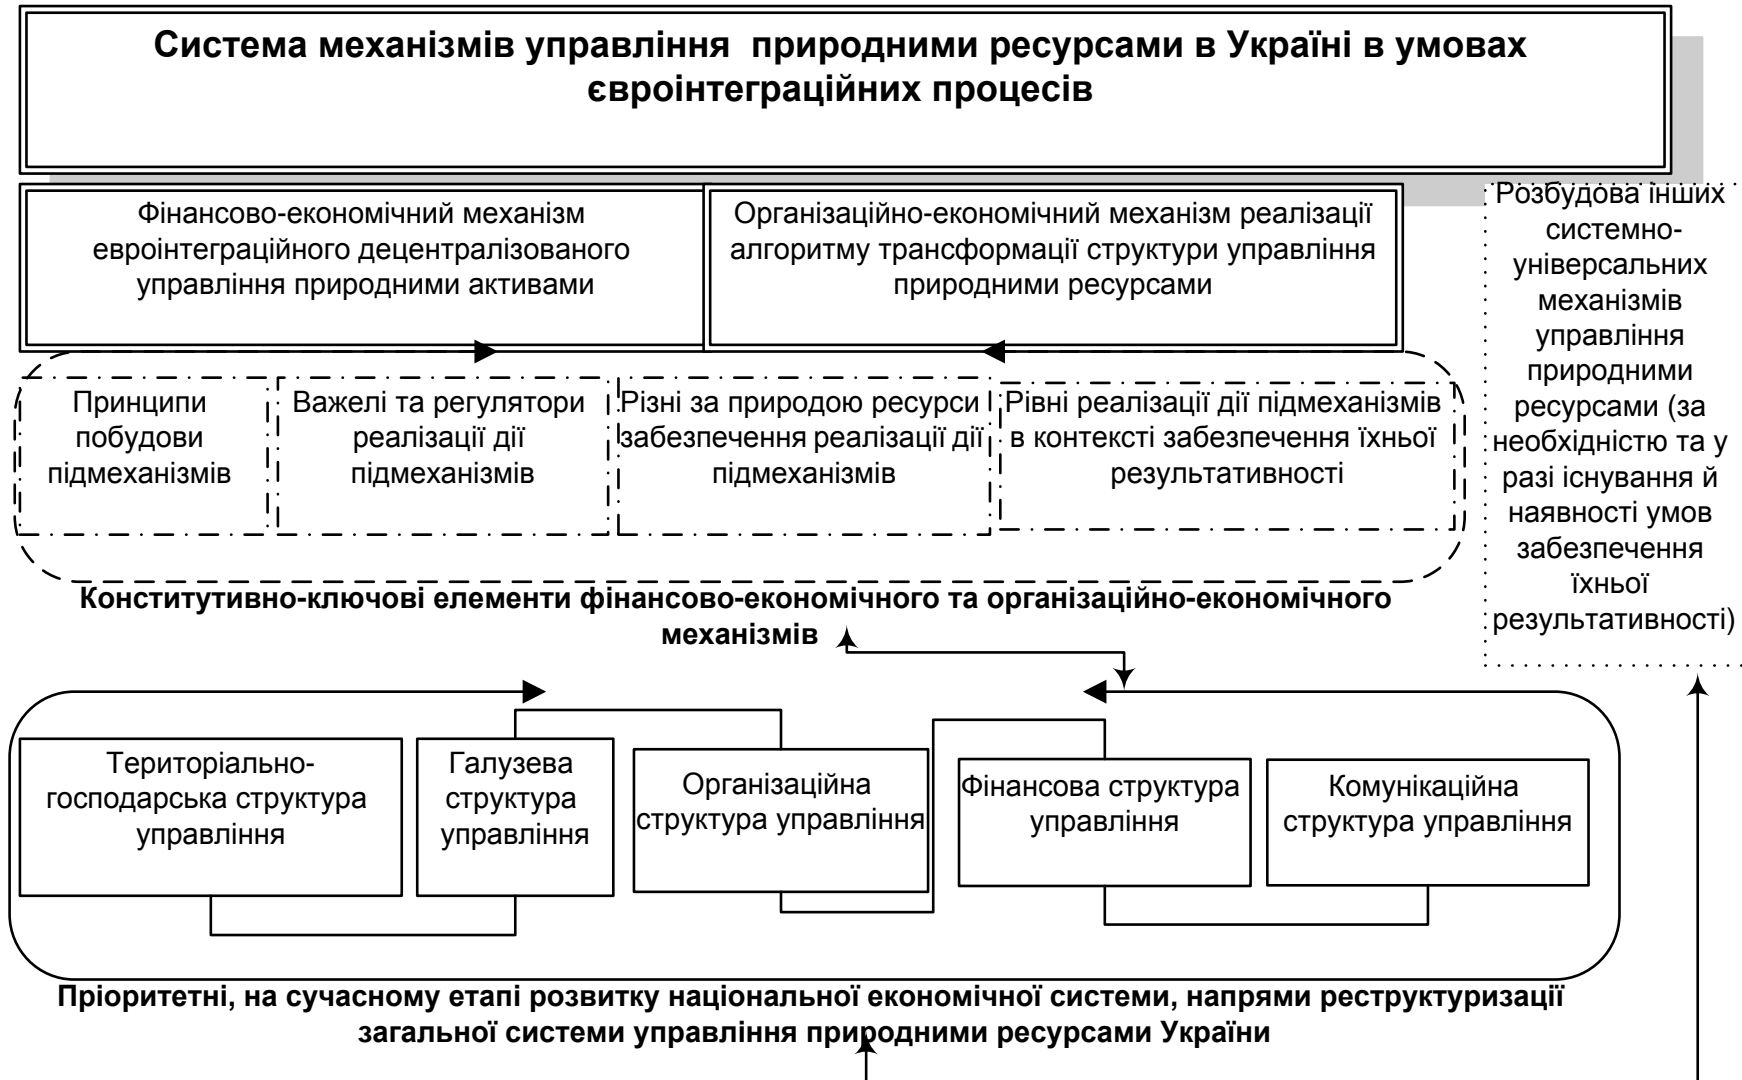 Система механізмів управління природними ресурсами в Україні в умовах
євроінтеграційних процесів
Фінансово-економічний механізм
евроінтеграційного децентралізованого
управління природними активами
Організаційно-економічний механізм реалізації
алгоритму трансформації структури управління
природними ресурсами
Розбудова інших
системно-
універсальних
механізмів
управління
природними
ресурсами (за
необхідністю та у
разі існування й
наявності умов
забезпечення
їхньої
результативності)
Принципи
побудови
підмеханізмів
Важелі та регулятори
реалізації дії
підмеханізмів
Різні за природою ресурси
забезпечення реалізації дії
підмеханізмів
Рівні реалізації дії підмеханізмів
в контексті забезпечення їхньої
результативності
Конститутивно-ключові елементи фінансово-економічного та організаційно-економічного
механізмів
Територіально-
господарська структура
управління
Галузева
структура
управління
Організаційна
структура управління
Фінансова структура
управління
Комунікаційна
структура управління
Пріоритетні, на сучасному етапі розвитку національної економічної системи, напрями реструктуризації
загальної системи управління природними ресурсами України